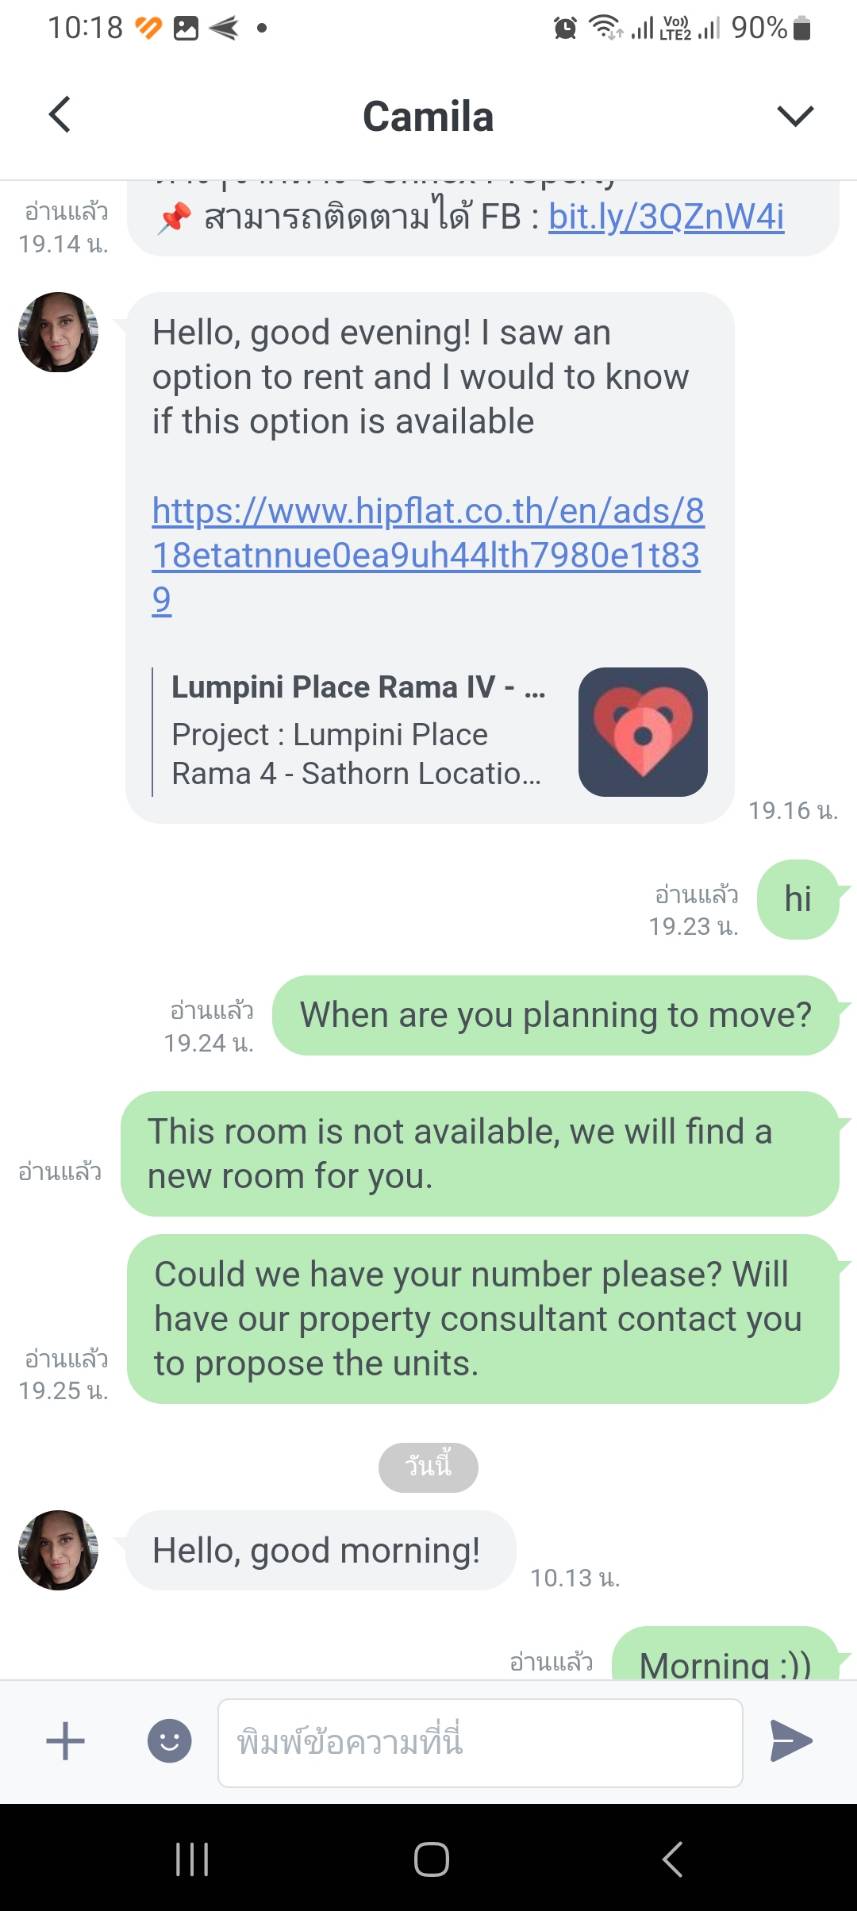 10:18
Vo)) LTE2
90%
Camila
Property
อ่านแล้ว
19.14 น.
📌 สามารถติดตามได้ FB : bit.ly/3QZnW4i
Hello, good evening! I saw an
option to rent and I would to know
if this option is available
https://www.hipflat.co.th/en/ads/8
18etatnnue0ea9uh44lth7980e1t83
9
Lumpini Place Rama IV - ...
Project : Lumpini Place
Rama 4 - Sathorn Locatio...
19.16 น.
อ่านแล้ว
19.23 น.
hi
อ่านแล้ว
19.24 น.
When are you planning to move?
This room is not available, we will find a
new room for you.
อ่านแล้ว
Could we have your number please? Will
have our property consultant contact you
to propose the units.
อ่านแล้ว
19.25 น.
วันนี้
Hello, good morning!
10.13 น.
อ่านแล้ว
Morning :))
พิมพ์ข้อความที่นี่